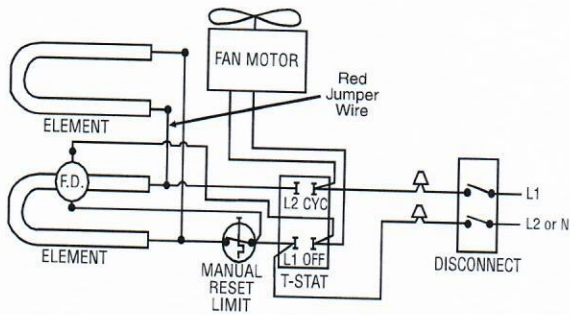 FAN MOTOR
Red
Jumper
Wire
ELEMENT
F.D.
L2 CYC
L1
L2 or N
L1 OFF
T-STAT
DISCONNECT
MANUAL
RESET
LIMIT
ELEMENT